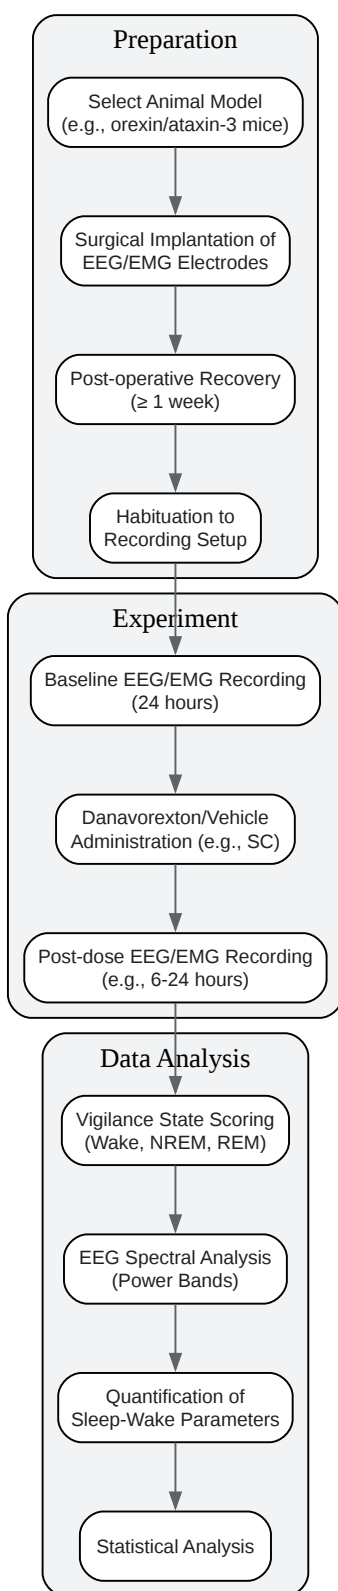 Preparation
Select Animal Model
(e.g., orexin/ataxin-3 mice)
Surgical Implantation of
EEG/EMG Electrodes
Post-operative Recovery
(≥ 1 week)
Habituation to
Recording Setup
Experiment
Baseline EEG/EMG Recording
(24 hours)
Danavorexton/Vehicle
Administration (e.g., SC)
Post-dose EEG/EMG Recording
(e.g., 6-24 hours)
Data Analysis
Vigilance State Scoring
(Wake, NREM, REM)
EEG Spectral Analysis
(Power Bands)
Quantification of
Sleep-Wake Parameters
Statistical Analysis